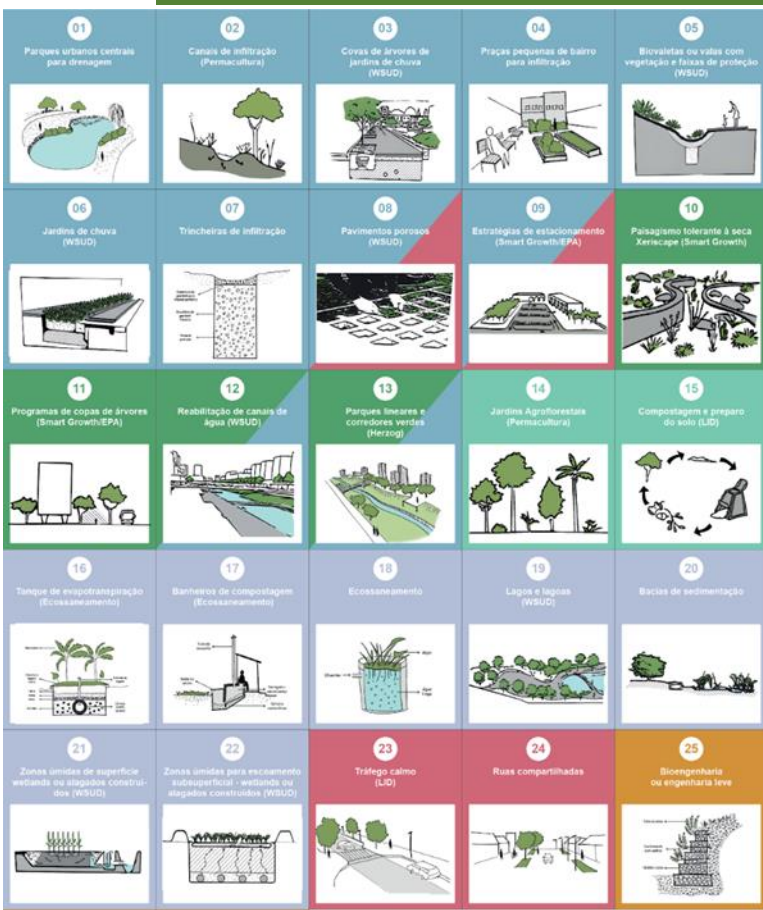 01
Parques urbanos centrais
para drenagem
02
Canais de infiltração
(Permacultura)
03
Covas de árvores de
jardins de chuva
(WSUD)
04
Praças pequenas de bairro
para infiltração
05
Biovaletas ou valas com
vegetação e faixas de proteção
(WSUD)
06
Jardins de chuva
(WSUD)
07
Trincheiras de infiltração
08
Pavimentos porosos
(WSUD)
09
Estratégias de estacionamento
(Smart Growth/EPA)
10
Paisagismo tolerante à seca
Xeriscape (Smart Growth)
11
Programas de copas de árvores
(Smart Growth/EPA)
12
Reabilitação de canais de
água (WSUD)
13
Parques lineares e
corredores verdes
(Herzog)
14
Jardins Agroflorestais
(Permacultura)
15
Compostagem e preparo
do solo (LID)
16
Tanque de evapotranspiração
(Ecossaneamento)
17
Banheiros de compostagem
(Ecossaneamento)
18
Ecossaneamento
19
Lagos e lagoas
(WSUD)
20
Bacias de sedimentação
21
Zonas úmidas de superfície
wetlands ou alagados construí-
dos (WSUD)
22
Zonas úmidas para escoamento
subsuperficial - wetlands ou
alagados construídos (WSUD)
23
Tráfego calmo
(LID)
24
Ruas compartilhadas
25
Bioengenharia
ou engenharia leve